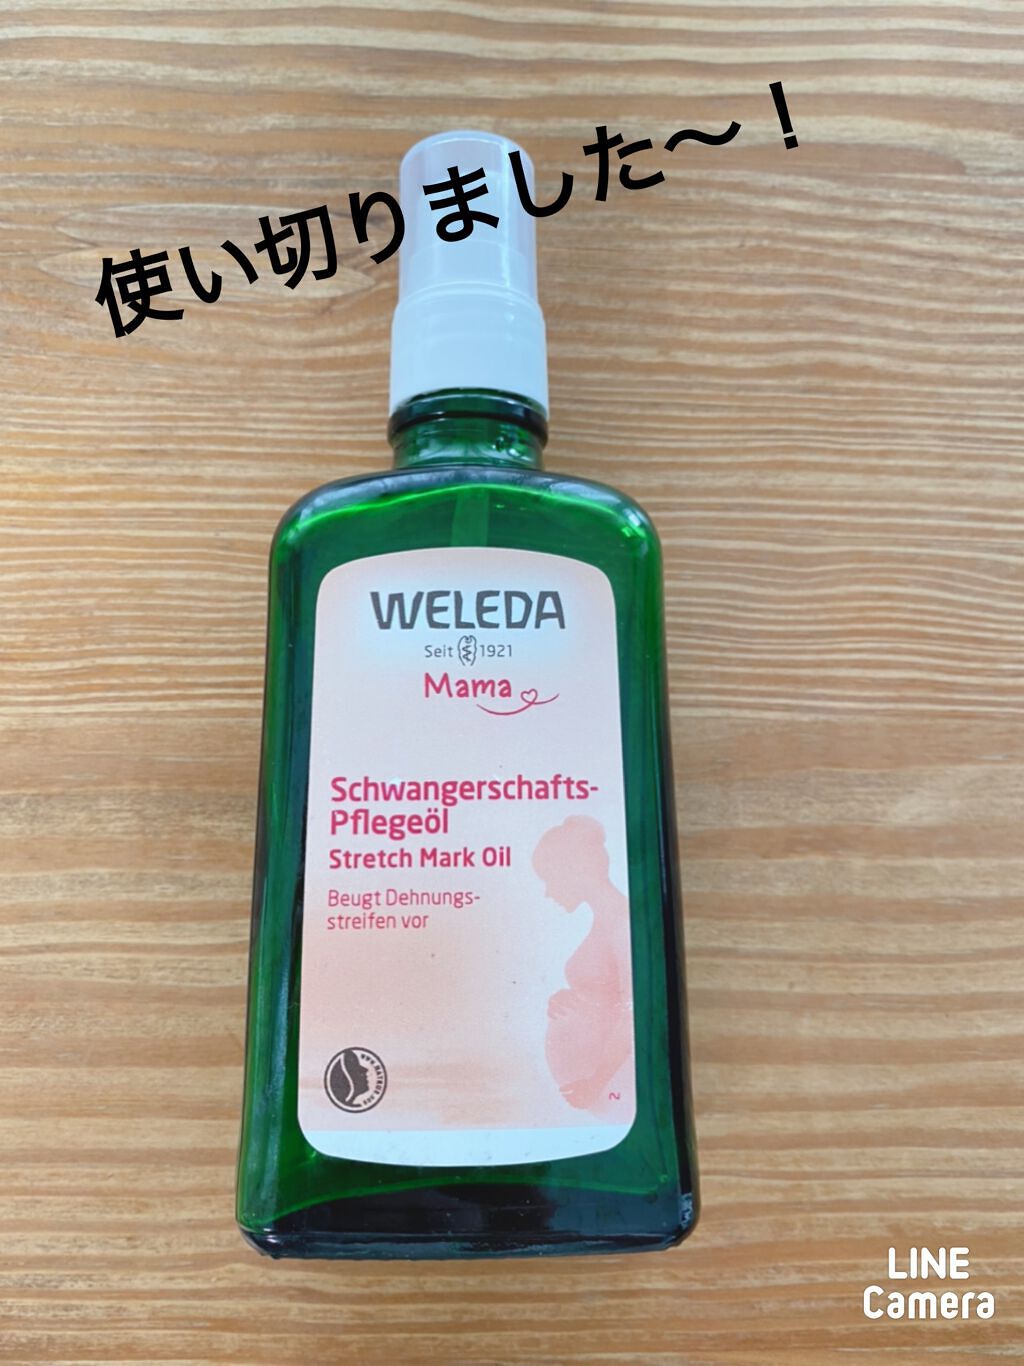 使い切りました〜！
WELEDA
Seit 1921
Mama
Schwangerschafts-
Pflegeöl
Stretch Mark Oil
Beugt Dehnungs-
streifen vor
LINE
Camera